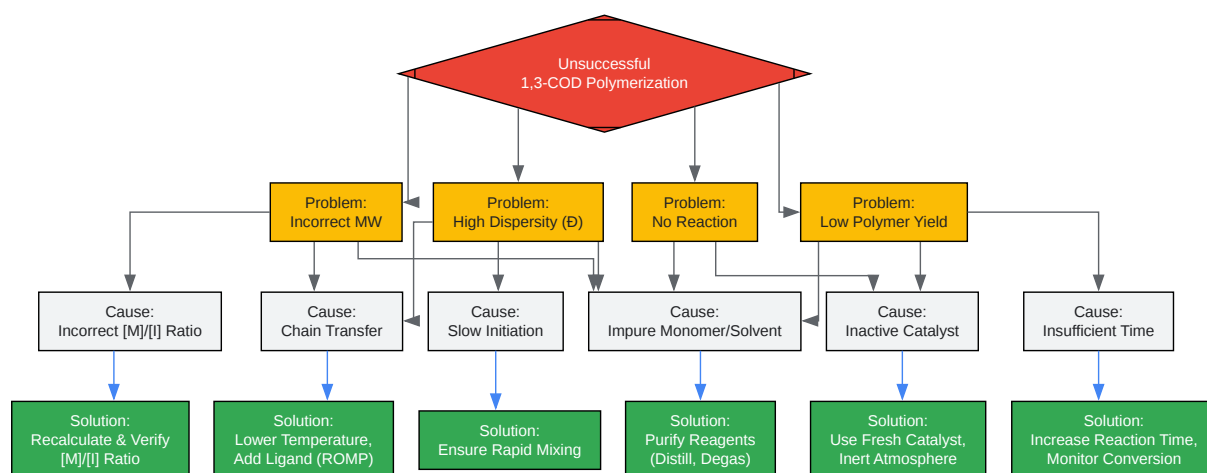 Unsuccessful
1,3-COD Polymerization
Problem:
Incorrect MW
Problem:
High Dispersity (Đ)
Problem:
No Reaction
Problem:
Low Polymer Yield
Cause:
Incorrect [M]/[I] Ratio
Cause:
Chain Transfer
Cause:
Slow Initiation
Cause:
Impure Monomer/Solvent
Cause:
Inactive Catalyst
Cause:
Insufficient Time
Solution:
Recalculate & Verify
[M]/[I] Ratio
Solution:
Lower Temperature,
Add Ligand (ROMP)
Solution:
Ensure Rapid Mixing
Solution:
Purify Reagents
(Distill, Degas)
Solution:
Use Fresh Catalyst,
Inert Atmosphere
Solution:
Increase Reaction Time,
Monitor Conversion